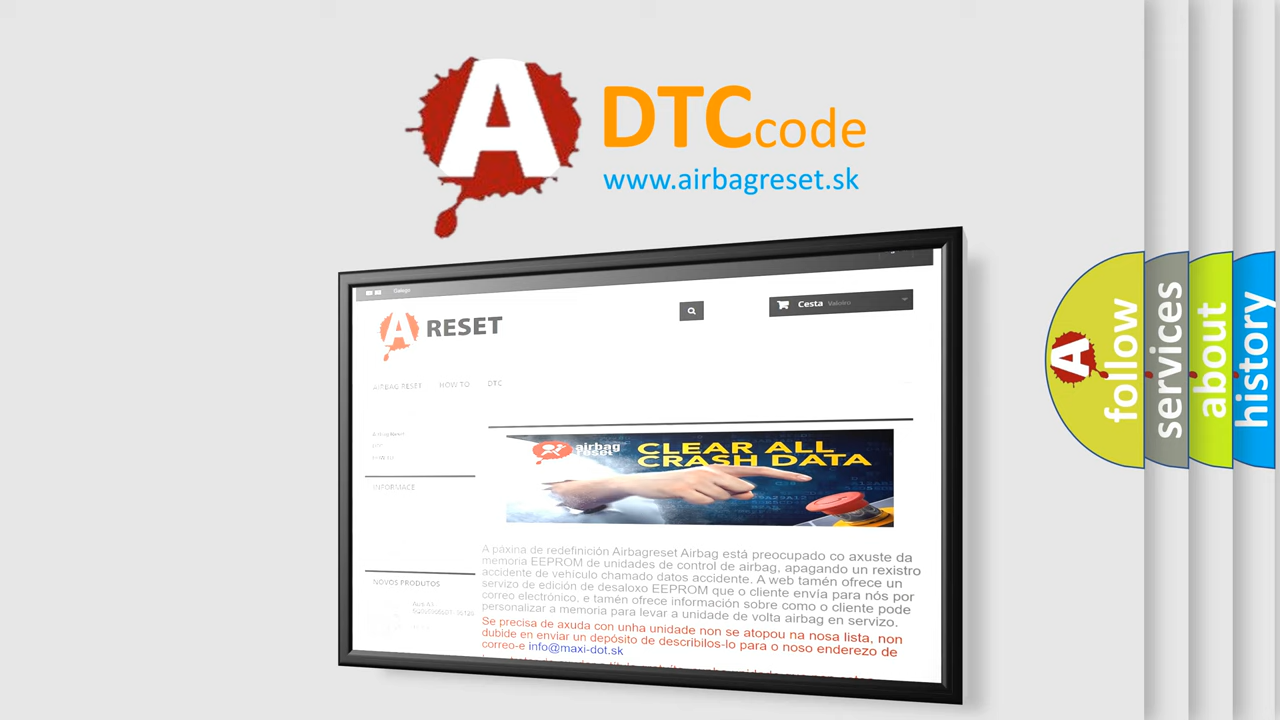 A
DTC code
www.airbagreset.sk
Galego
A RESET
Cesta Valeiro
AIRBAG RESET HOW TO DTC
INFORMACE
NOVOS PRODUTOS
airbag
reset
CLEAR ALL
CRASH DATA
A páxina de redefinición Airbagreset Airbag está preocupado co axuste da
memoria EEPROM de unidades de control de airbag, apagando un rexistro
accidente de vehículo chamado datos accidente. A web tamén ofrece un
servizo de edición de desaloxo EEPROM que o cliente envía para nós por
correo electrónico, e tamén ofrece información sobre como o cliente pode
personalizar a memoria para levar a unidade de volta airbag en servizo.
Se precisa de axuda con unha unidade non se atopou na nosa lista, non
dubide en enviar un depósito de describilos-lo para o noso enderezo de
correo-e info@maxi-dot.sk
A
follow
services
about
history